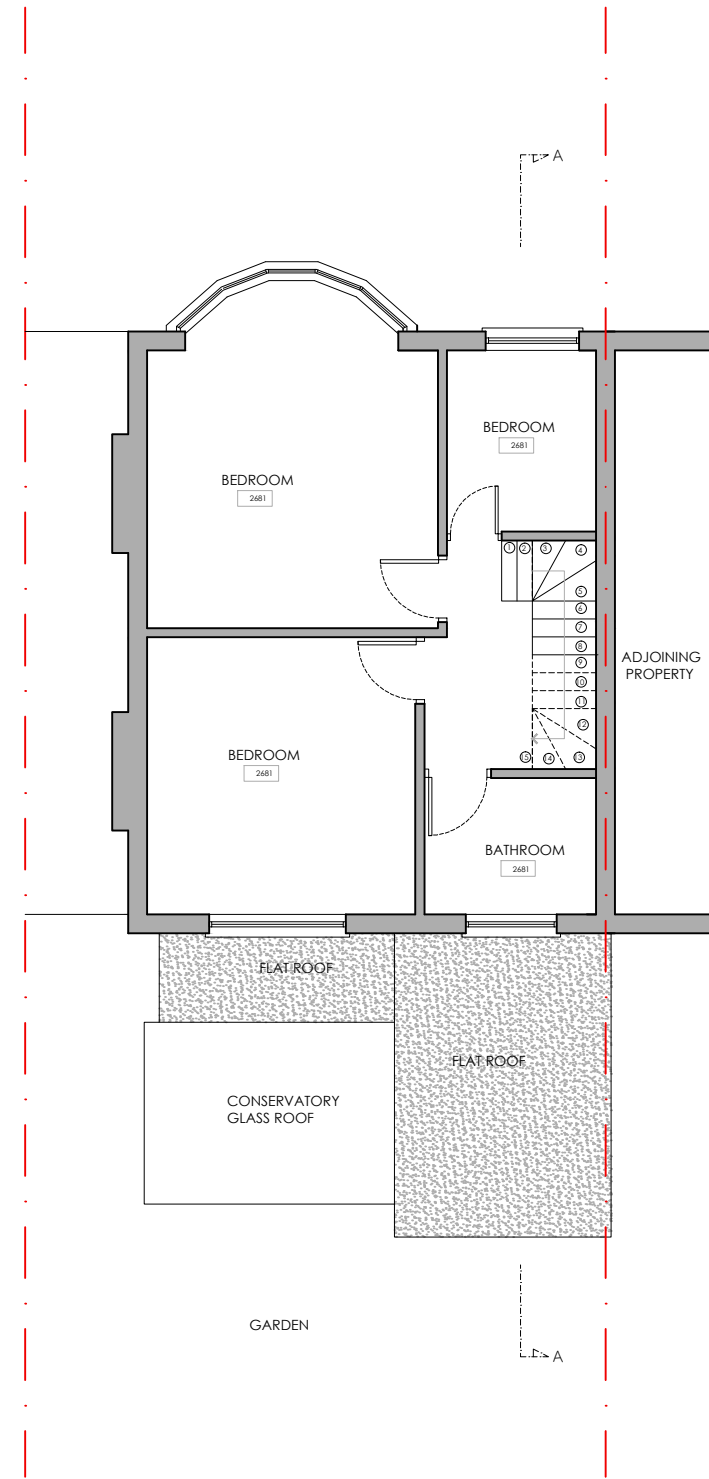 A
BEDROOM
2681
BEDROOM
2681
1 2 3 4
5
6
7
8
9
10
11
12
15 14 13
ADJOINING
PROPERTY
BEDROOM
2681
BATHROOM
2681
FLAT ROOF
FLAT ROOF
CONSERVATORY
GLASS ROOF
GARDEN
A